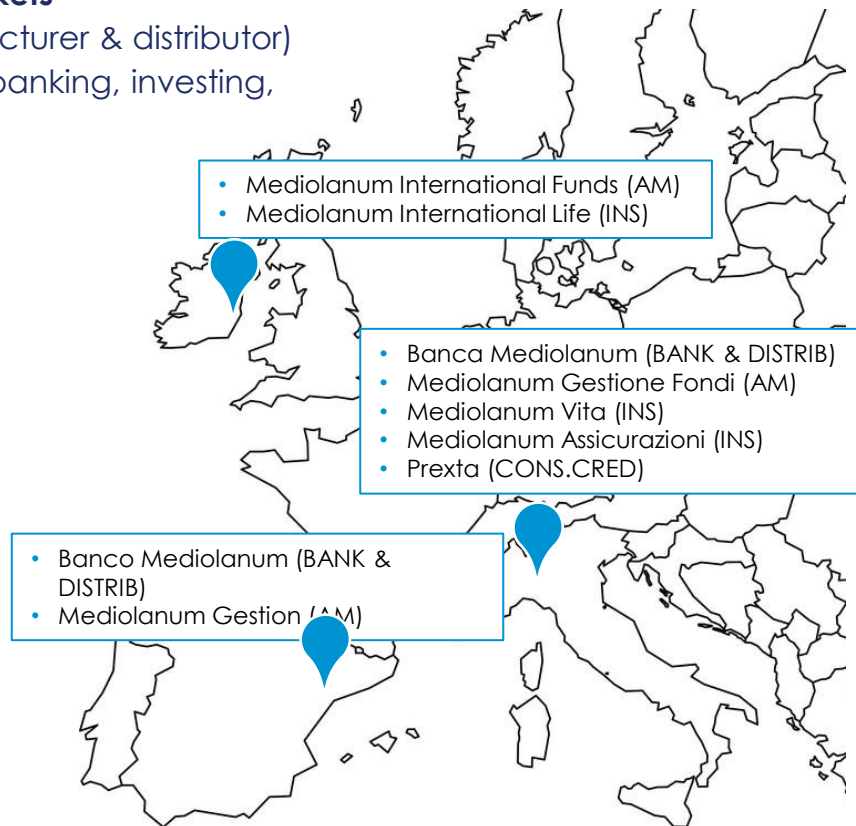 cturer & distributor)
banking, investing,
• Mediolanum International Funds (AM)
• Mediolanum International Life (INS)
• Banca Mediolanum (BANK & DISTRIB)
• Mediolanum Gestione Fondi (AM)
• Mediolanum Vita (INS)
• Mediolanum Assicurazioni (INS)
• Prexta (CONS.CRED)
• Banco Mediolanum (BANK &
DISTRIB)
• Mediolanum Gestion (AM)